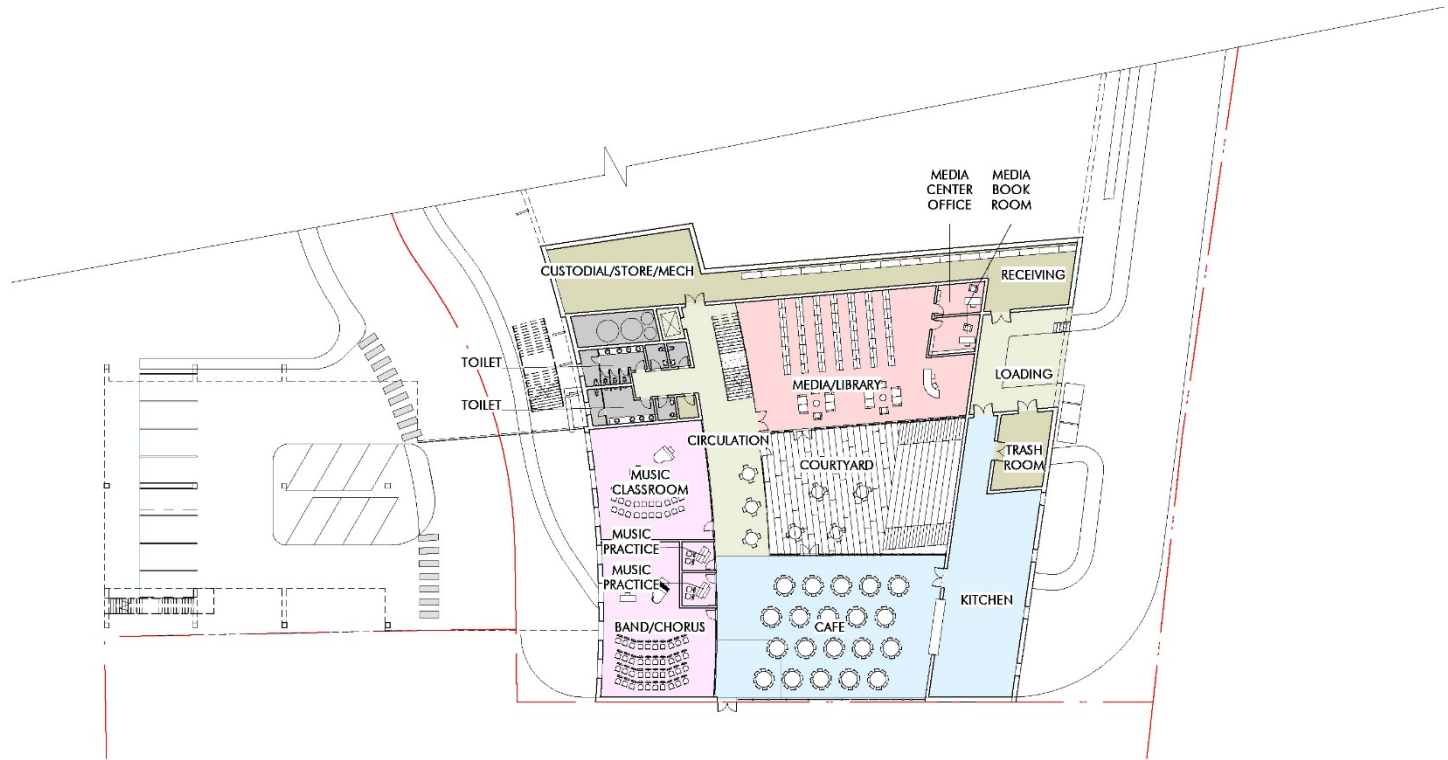 MEDIA
CENTER
OFFICE
MEDIA
BOOK
ROOM
CUSTODIAL/STORE/MECH
RECEIVING
TOILET
LOADING
MEDIA/LIBRARY
TOILET
CIRCULATION
COURTYARD
TRASH
ROOM
MUSIC
CLASSROOM
MUSIC
PRACTICE
MUSIC
PRACTICE
KITCHEN
BAND/CHORUS
CAFE